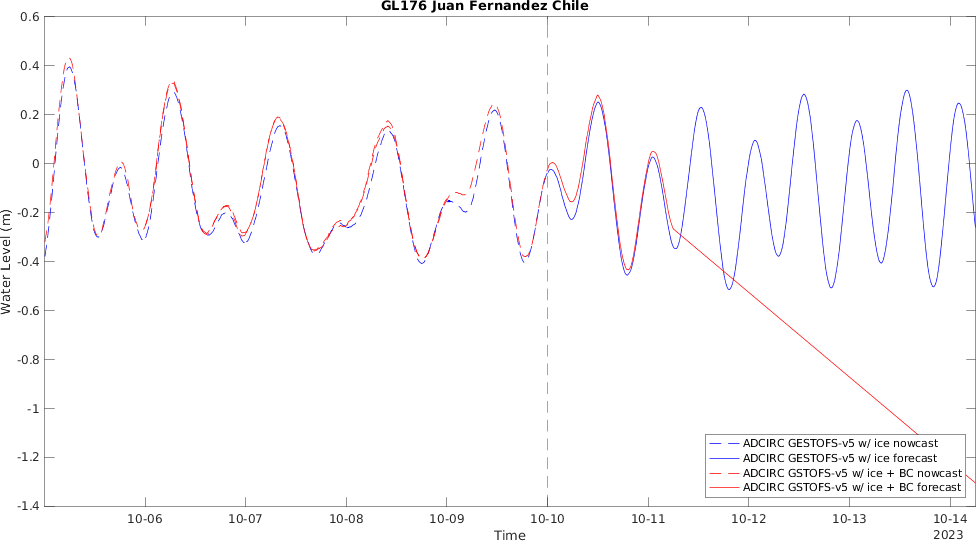 GL176 Juan Fernandez Chile
0.6
0.4
0.2
0
-0.2
-0.4
-0.6
-0.8
-1
-1.2
-1.4
Water Level (m)
ADCIRC GESTOFS-v5 w/ ice nowcast
ADCIRC GESTOFS-v5 w/ ice forecast
ADCIRC GSTOFS-v5 w/ ice + BC nowcast
ADCIRC GSTOFS-v5 w/ ice + BC forecast
10-06 10-07 10-08 10-09 10-10 10-11 10-12 10-13 10-14
Time
2023